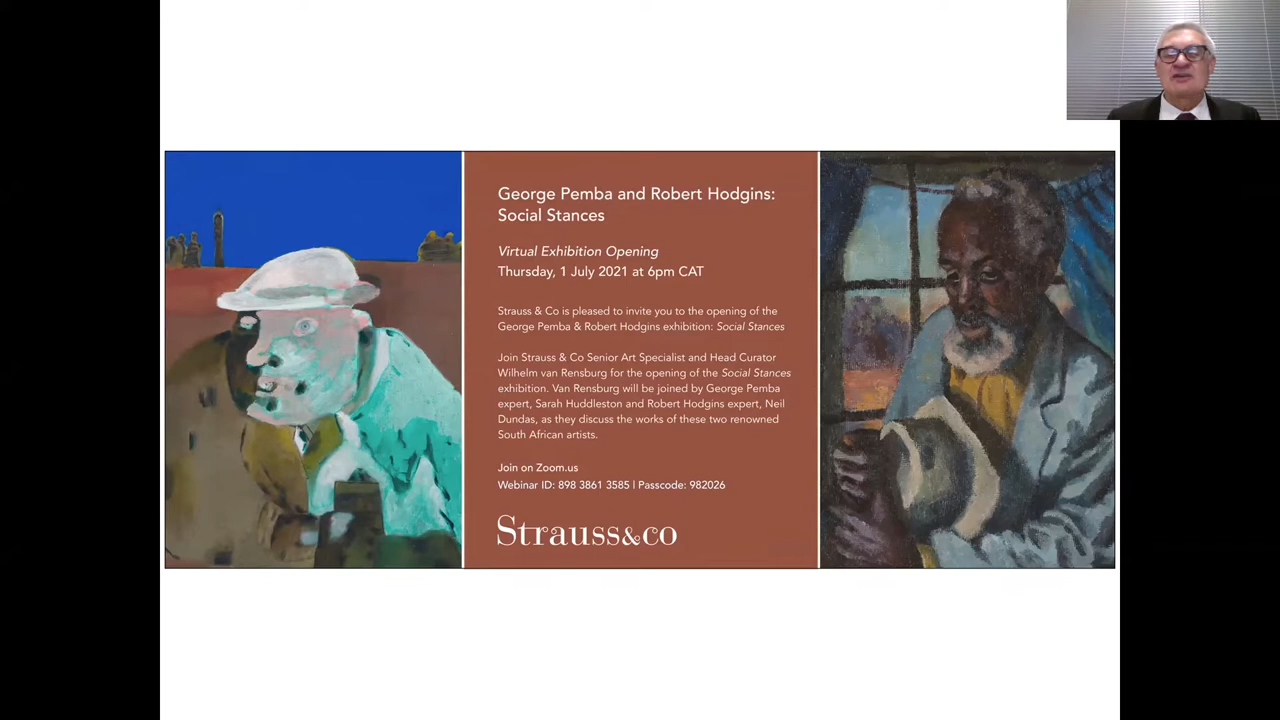 George Pemba and Robert Hodgins:
Social Stances
Virtual Exhibition Opening
Thursday, 1 July 2021 at 6pm CAT
Strauss & Co is pleased to invite you to the opening of the
George Pemba & Robert Hodgins exhibition: Social Stances
Join Strauss & Co Senior Art Specialist and Head Curator
Wilhelm van Rensburg for the opening of the Social Stances
exhibition. Van Rensburg will be joined by George Pemba
expert, Sarah Huddleston and Robert Hodgins expert, Neil
Dundas, as they discuss the works of these two renowned
South African artists.
Join on Zoom.us
Webinar ID: 898 3861 3585 | Passcode: 982026
Strauss&co